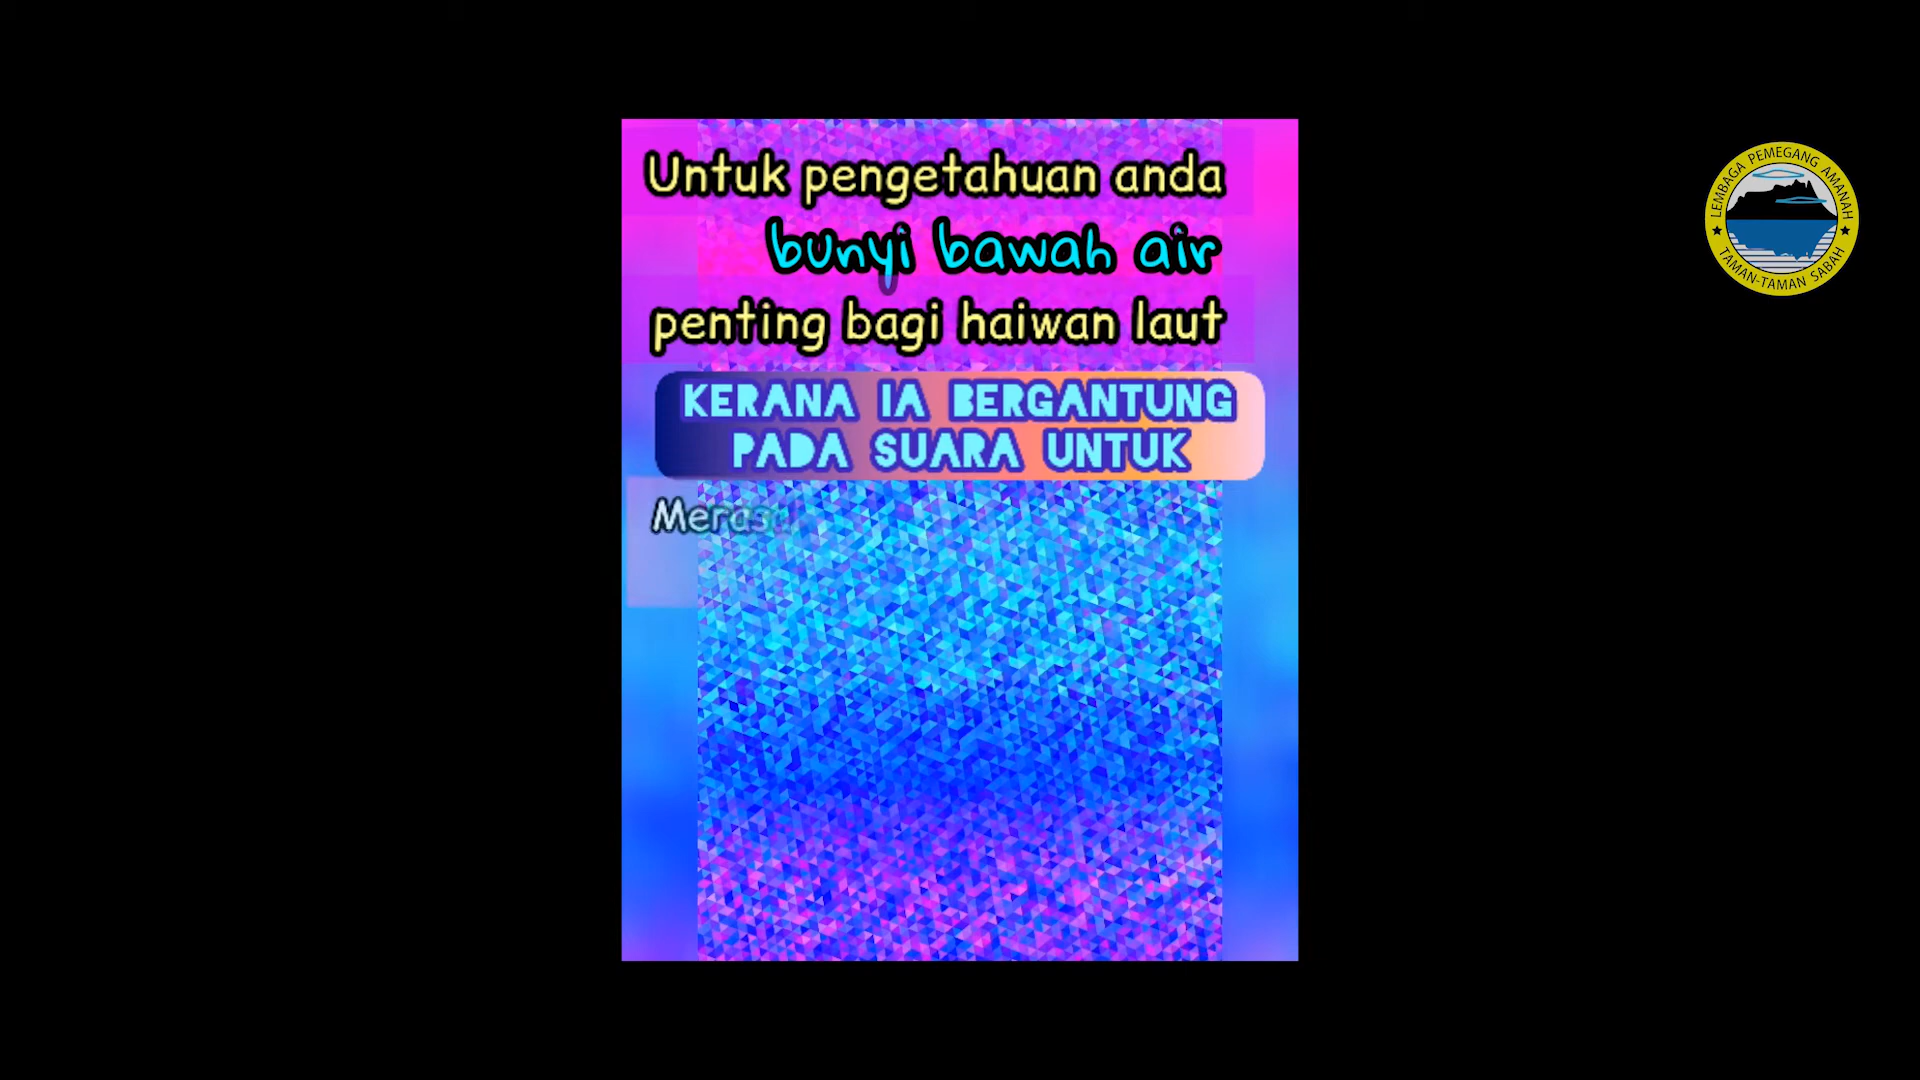 Untuk pengetahuan anda
bunyi bawah air
penting bagi haiwan laut
KERANA IA BERGANTUNG
PADA SUARA UNTUK
LEMBAGA PEMEGANG AMANAH
TAMAN-TAMAN SABAH